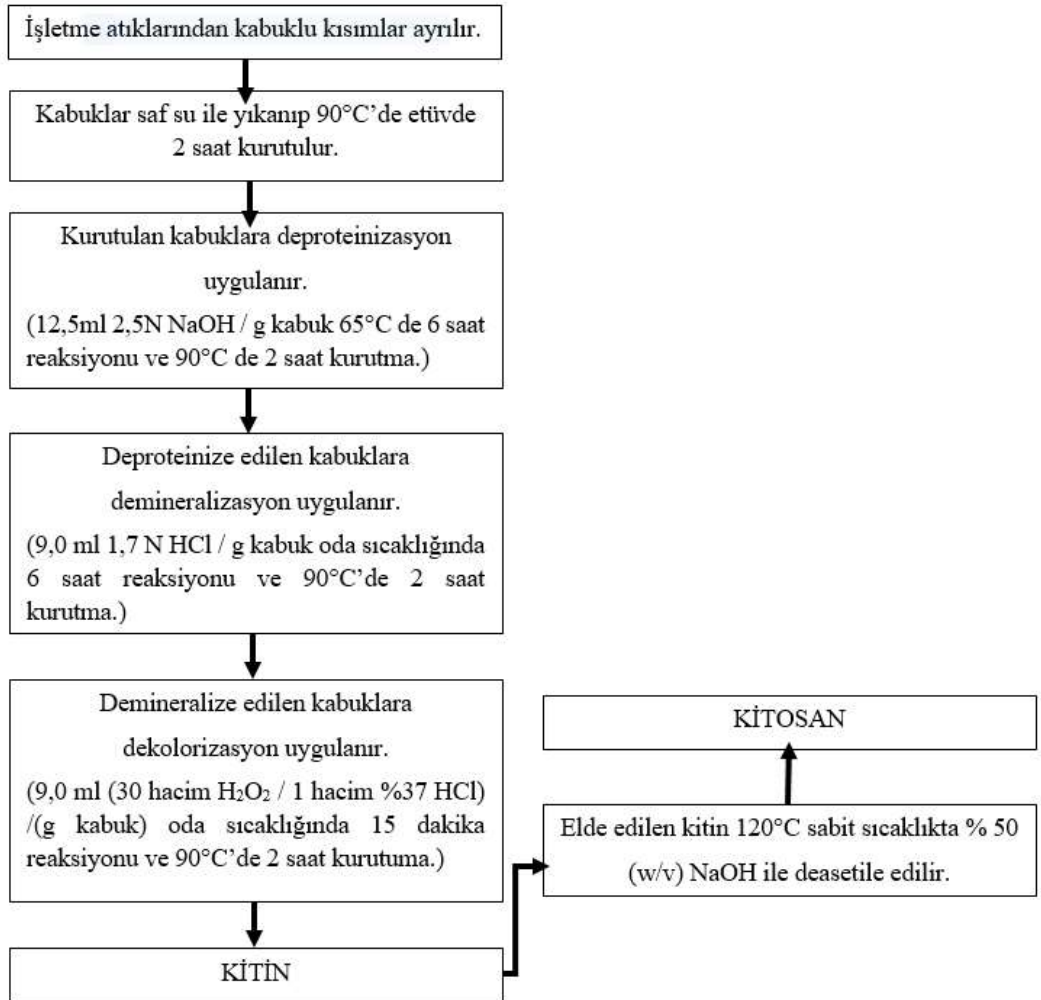 İşletme atıklarından kabuklu kısımlar ayrılır.
Kabuklar saf su ile yıkanıp 90°C’de etüvde
2 saat kurutulur.
Kurutulan kabuklara deproteinizasyon
uygulanır.
(12,5ml 2,5N NaOH / g kabuk 65°C de 6 saat
reaksiyonu ve 90°C de 2 saat kurutma.)
Deproteinize edilen kabuklara
demineralizasyon uygulanır.
(9,0 ml 1,7 N HCl / g kabuk oda sıcaklığında
6 saat reaksiyonu ve 90°C’de 2 saat
kurutma.)
Demineralize edilen kabuklara
dekolorizasyon uygulanır.
(9,0 ml (30 hacim H₂O₂ / 1 hacim %37 HCl)
/(g kabuk) oda sıcaklığında 15 dakika
reaksiyonu ve 90°C’de 2 saat kurutuma.)
KİTİN
Elde edilen kitin 120°C sabit sıcaklıkta % 50
(w/v) NaOH ile deasetile edilir.
KİTOSAN